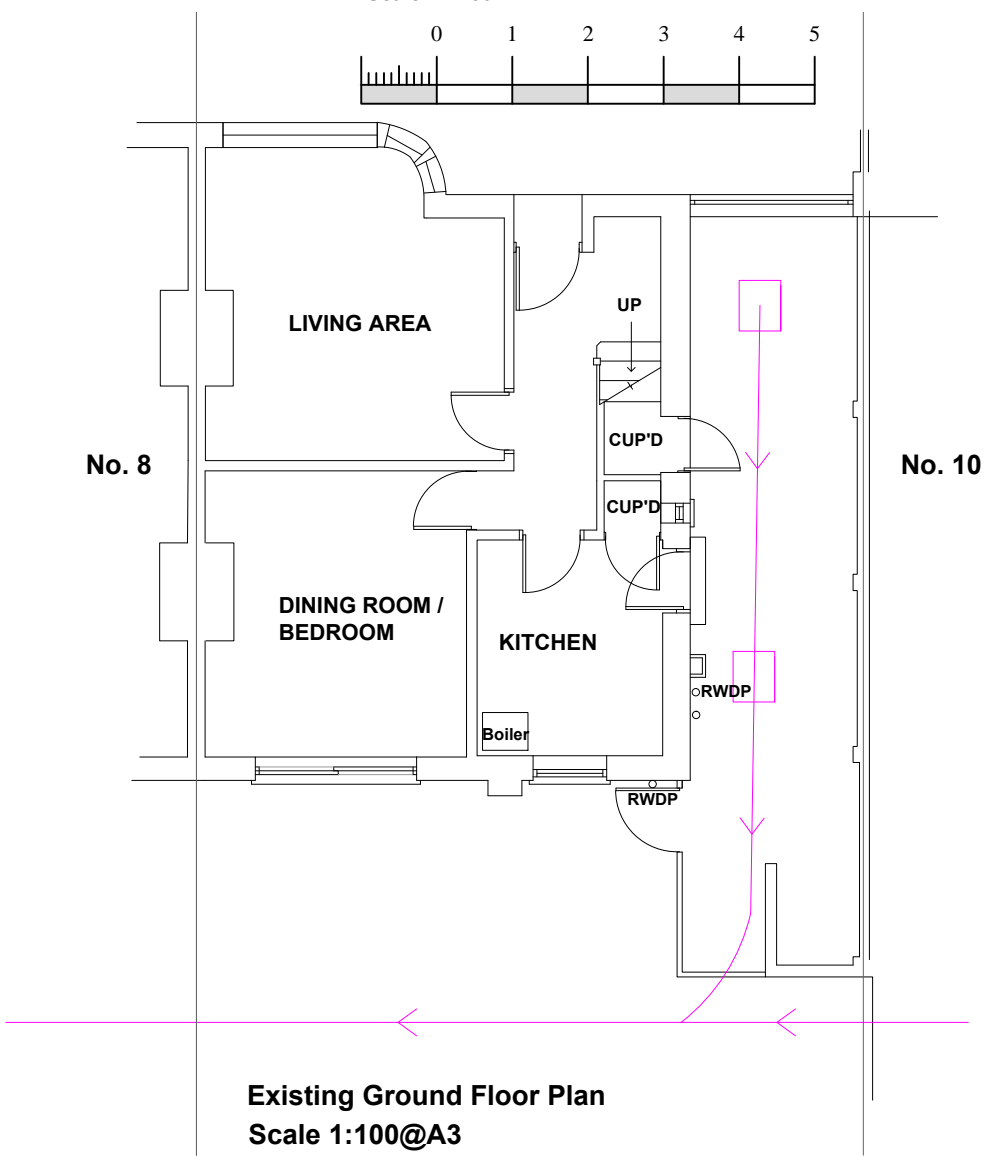 0 1 2 3 4 5
UP
LIVING AREA
CUP'D
No. 8
No. 10
CUP'D
DINING ROOM /
BEDROOM
KITCHEN
RWDP
Boiler
RWDP
Existing Ground Floor Plan
Scale 1:100@A3